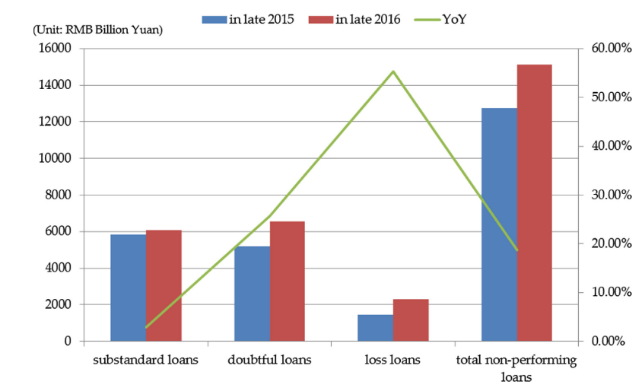 (Unit: RMB Billion Yuan)
in late 2015 in late 2016 YoY
16000 60.00%
14000 50.00%
12000
10000 40.00%
8000 30.00%
6000
4000 20.00%
2000 10.00%
0 0.00%
substandard loans doubtful loans loss loans total non-performing
loans